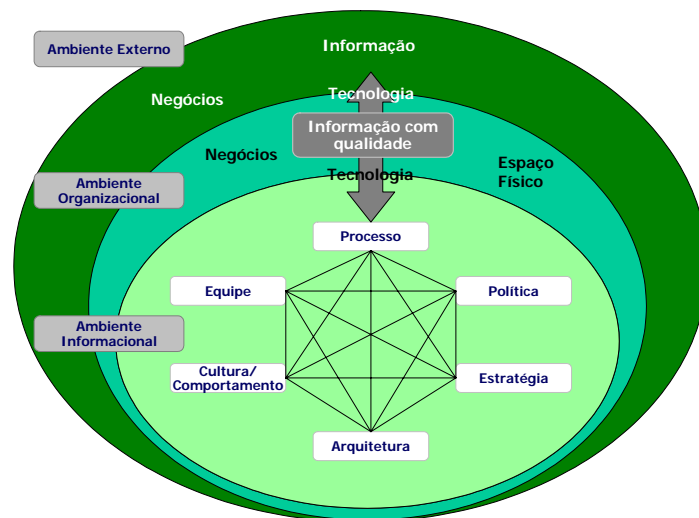 Informação
Ambiente Externo
Negócios
Tecnologia
Informação com
qualidade
Negócios
Espaço
Físico
Tecnologia
Ambiente
Organizacional
Processo
Equipe
Política
Ambiente
Informacional
Cultura/
Comportamento
Estratégia
Arquitetura